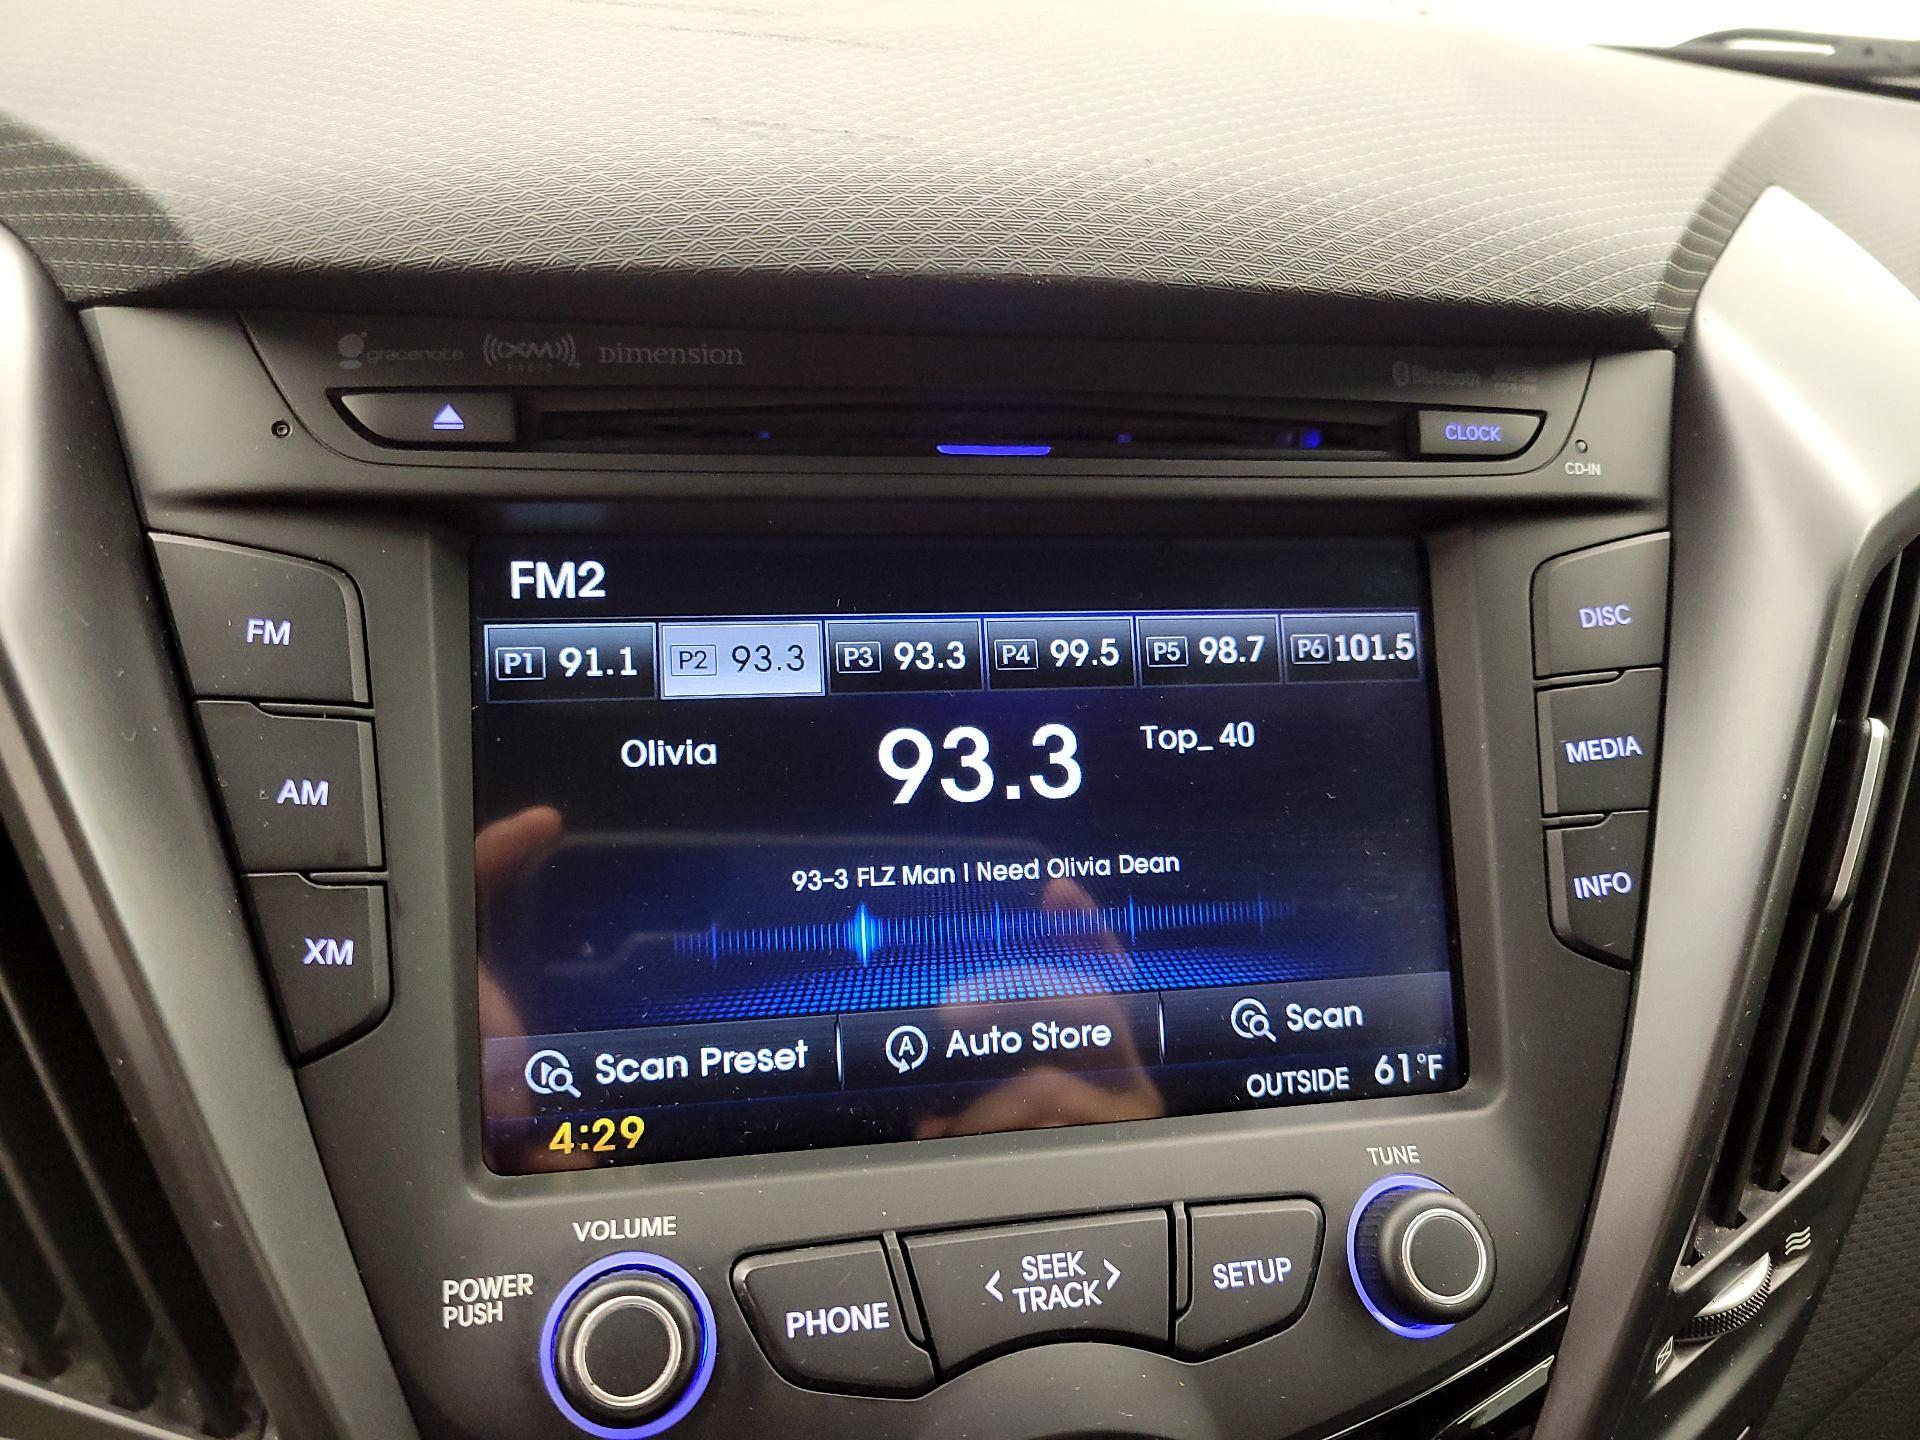 gracenote XM RADIO Dimension
Bluetooth
CLOCK
CD-IN
FM
AM
XM
DISC
MEDIA
INFO
FM2
P1 91.1 P2 93.3 P3 93.3 P4 99.5 P5 98.7 P6 101.5
Olivia 93.3 Top_40
93-3 FLZ Man I Need Olivia Dean
Scan Preset A Auto Store Scan
OUTSIDE 61°F
4:29
VOLUME
TUNE
POWER
PUSH
PHONE
< SEEK >
TRACK
SETUP